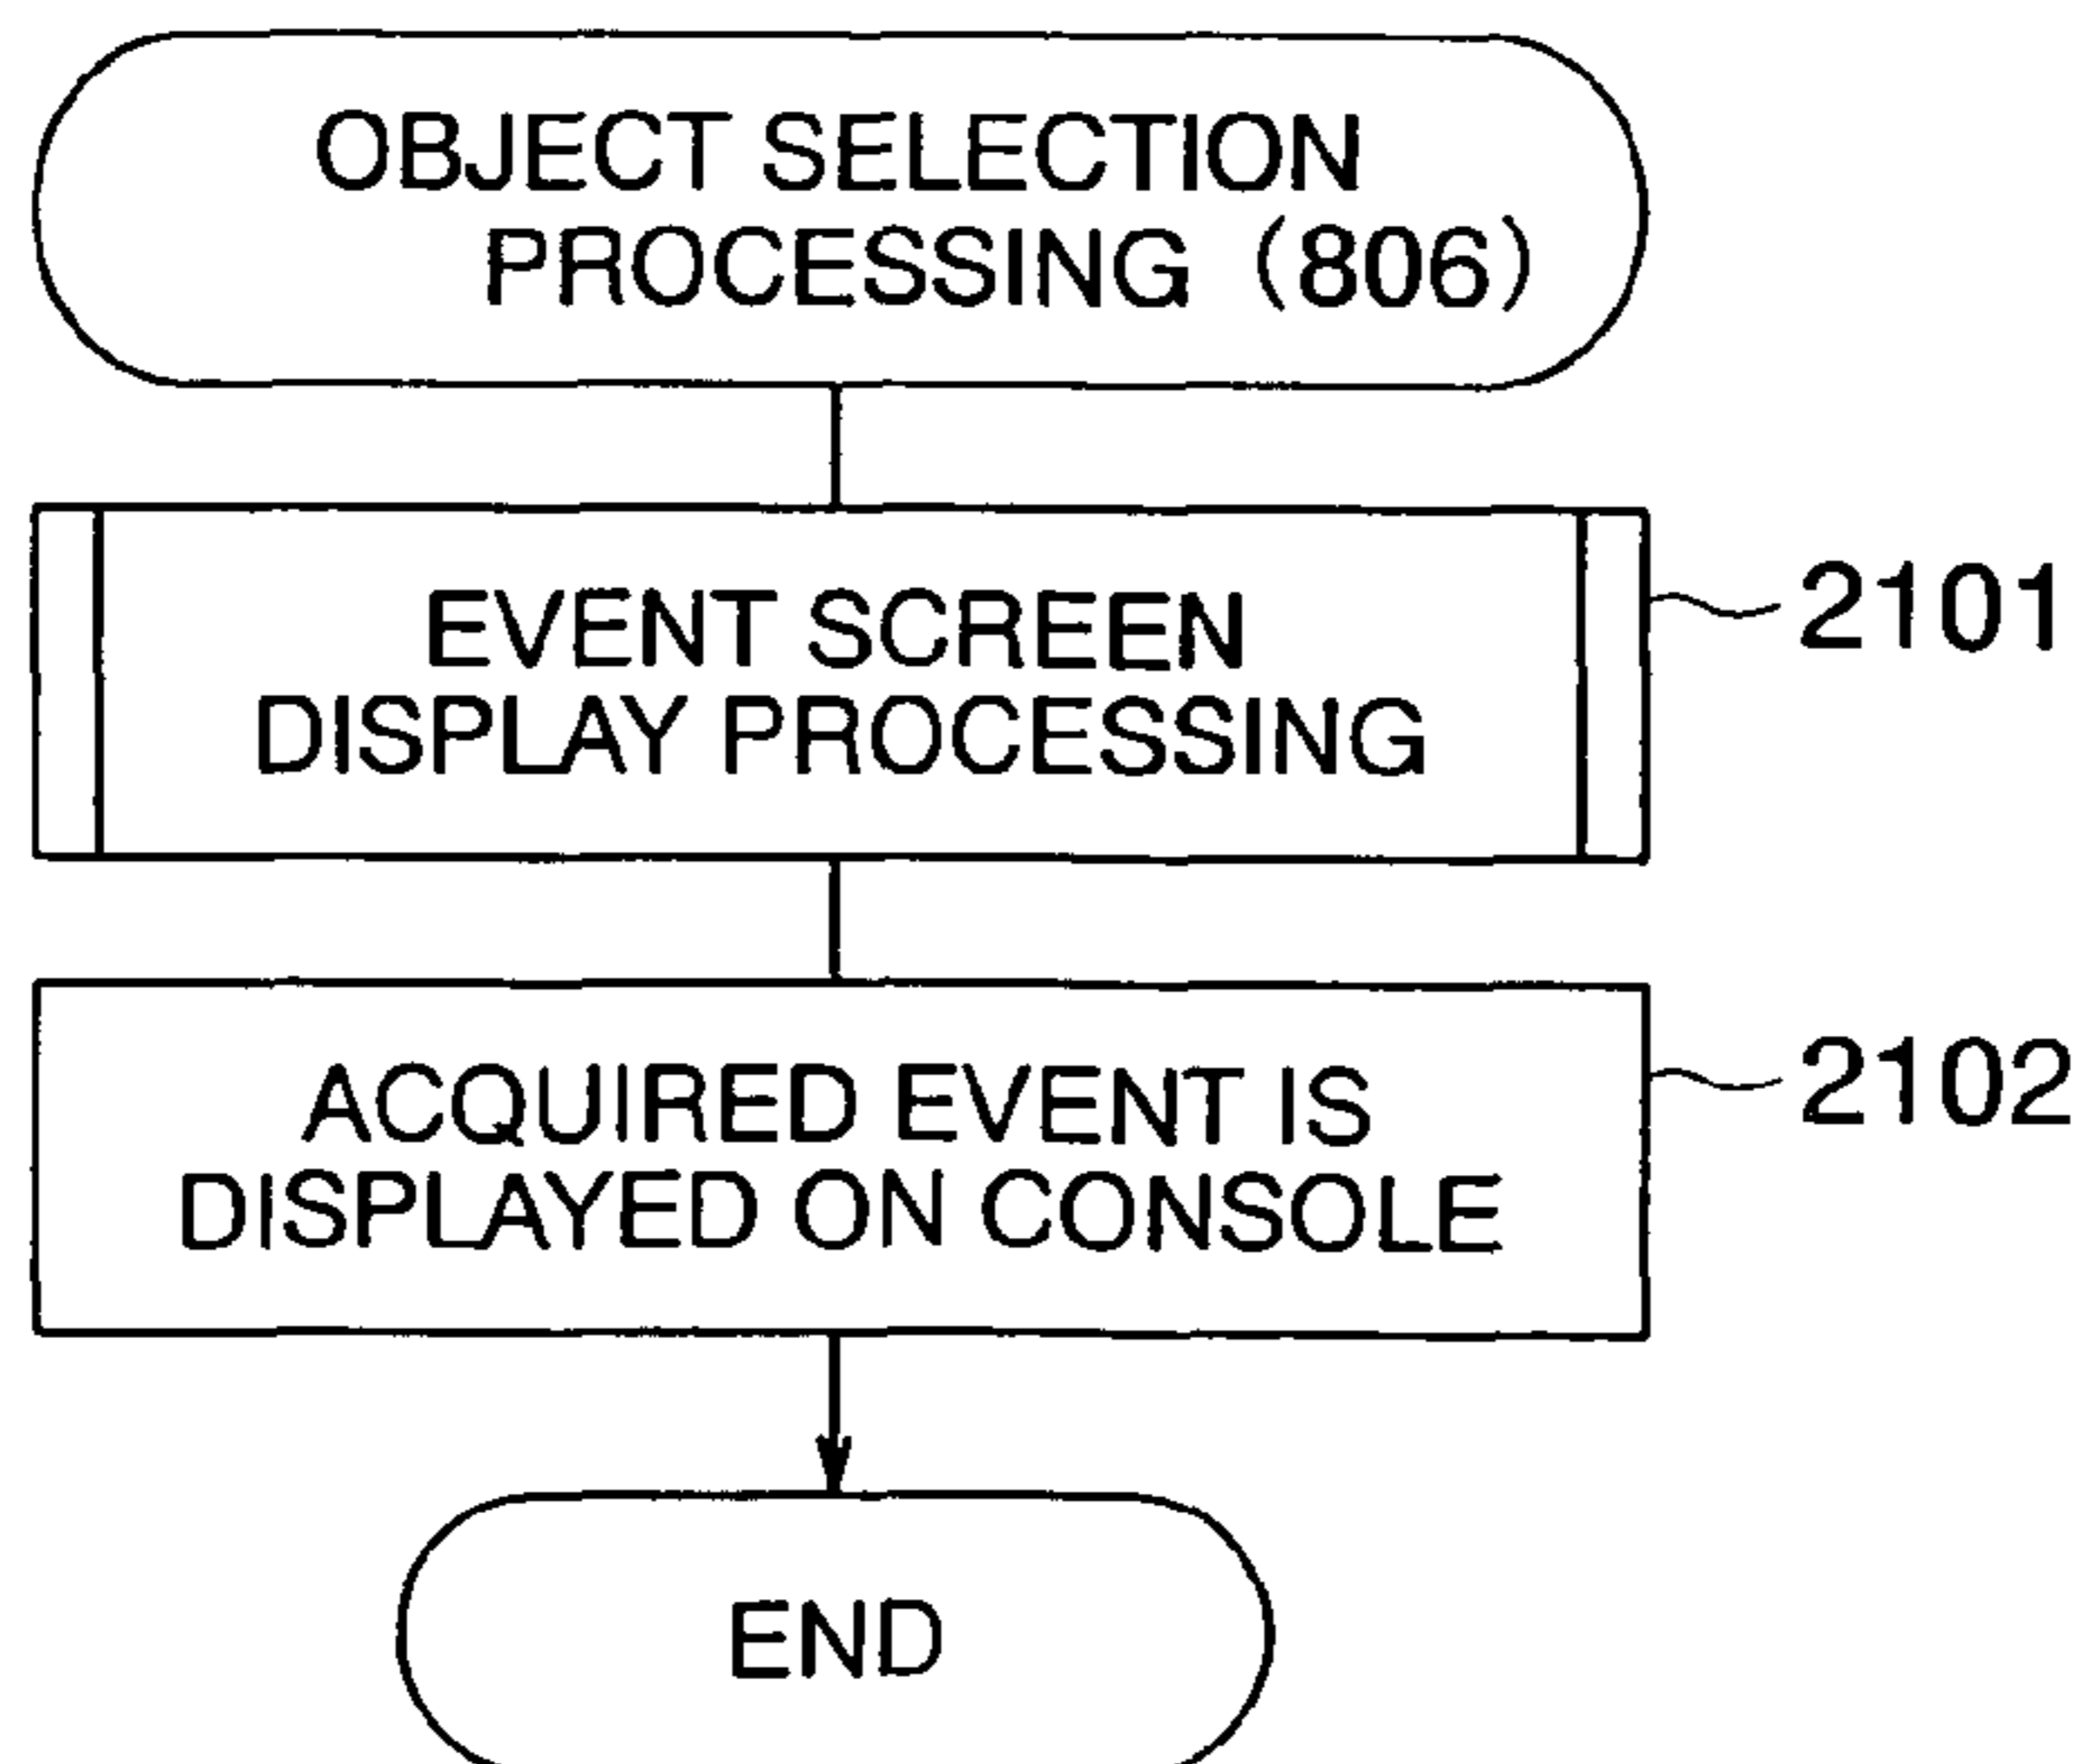 OBJECT SELECTION
PROCESSING (806)
EVENT SCREEN
DISPLAY PROCESSING
2101
ACQUIRED EVENT IS
DISPLAYED ON CONSOLE
2102
END